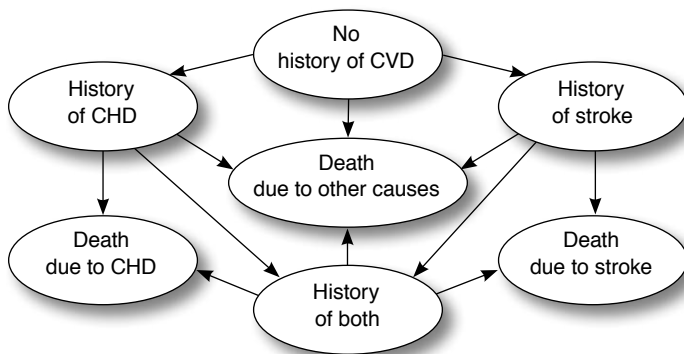 No
history of CVD
History
of CHD
History
of stroke
Death
due to other causes
Death
due to CHD
Death
due to stroke
History
of both